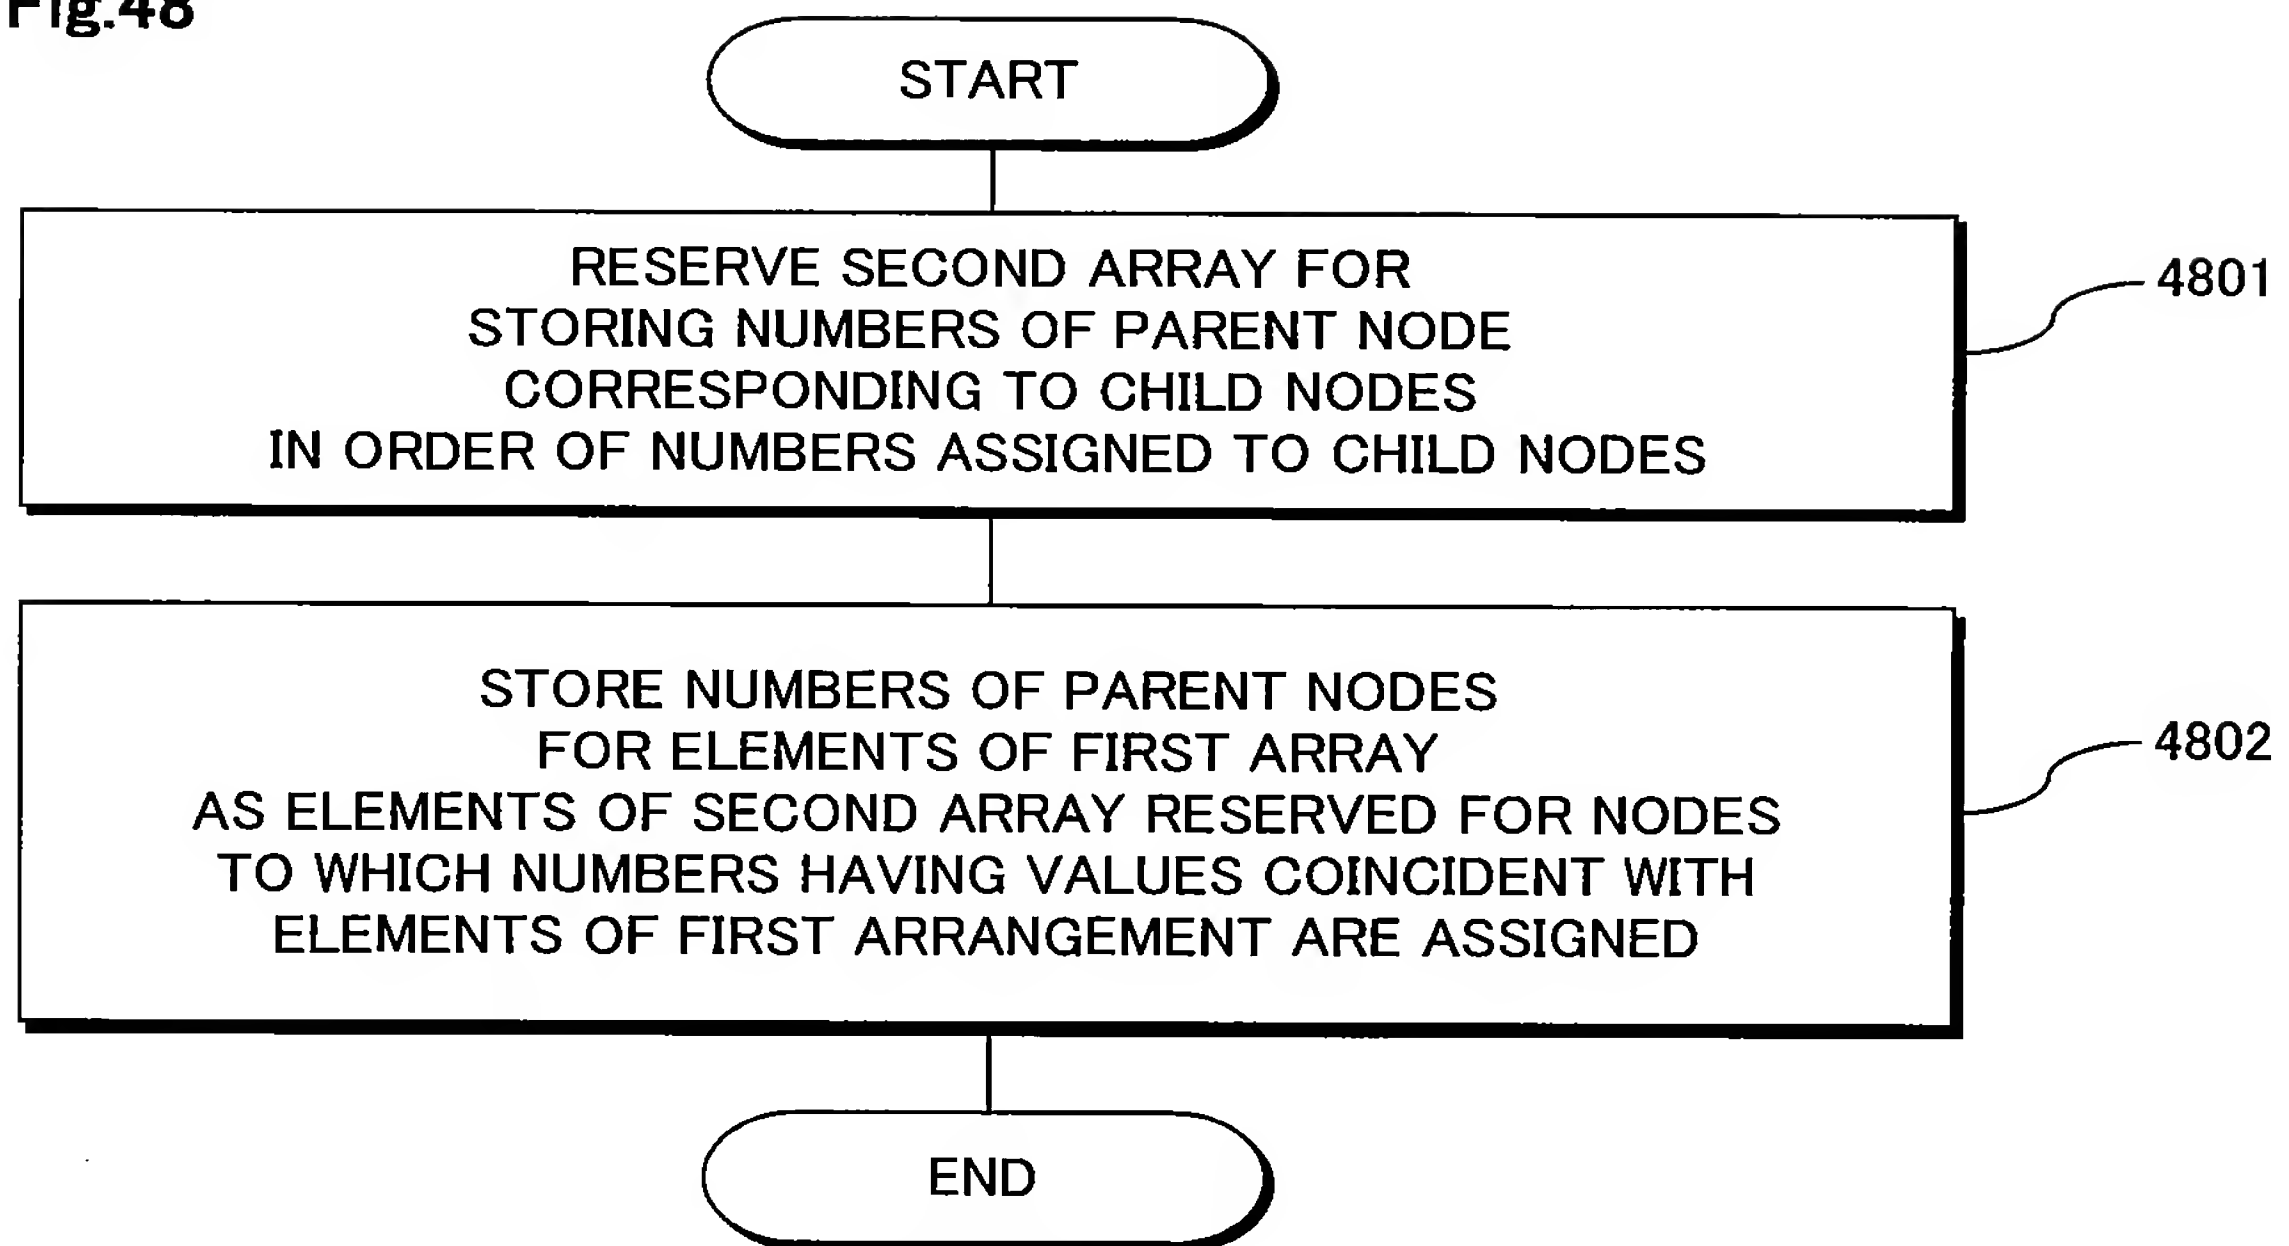 Fig.48
START
RESERVE SECOND ARRAY FOR
STORING NUMBERS OF PARENT NODE
CORRESPONDING TO CHILD NODES
IN ORDER OF NUMBERS ASSIGNED TO CHILD NODES
4801
STORE NUMBERS OF PARENT NODES
FOR ELEMENTS OF FIRST ARRAY
AS ELEMENTS OF SECOND ARRAY RESERVED FOR NODES
TO WHICH NUMBERS HAVING VALUES COINCIDENT WITH
ELEMENTS OF FIRST ARRANGEMENT ARE ASSIGNED
4802
END